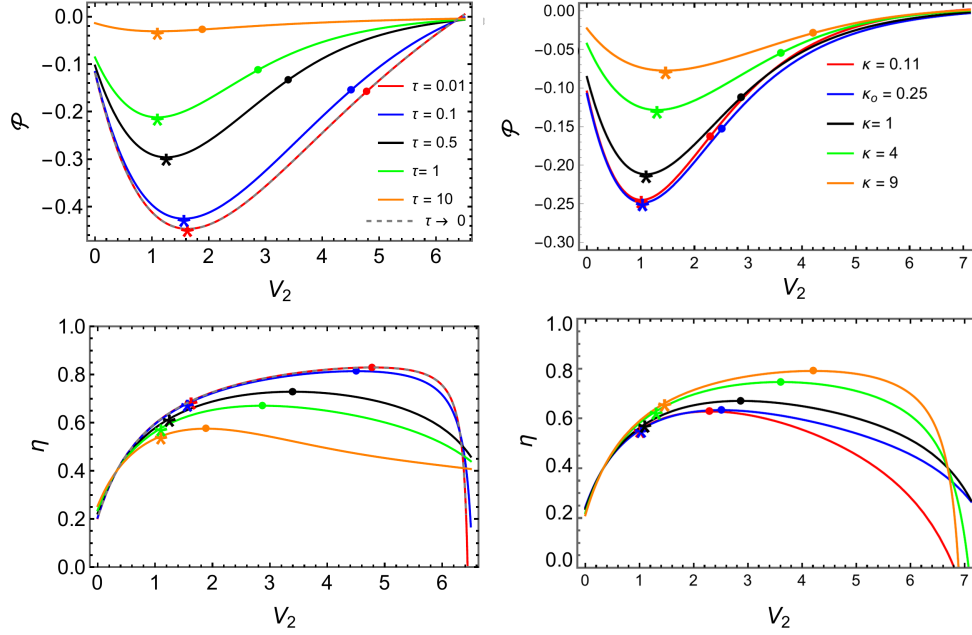 0.0
−0.1
−0.2
−0.3
−0.4
𝒫
0 1 2 3 4 5 6
V₂
τ = 0.01
τ = 0.1
τ = 0.5
τ = 1
τ = 10
τ → 0
0.00
−0.05
−0.10
−0.15
−0.20
−0.25
−0.30
𝒫
0 1 2 3 4 5 6 7
V₂
κ = 0.11
κₒ = 0.25
κ = 1
κ = 4
κ = 9
1.0
0.8
0.6
0.4
0.2
0.0
η
0 1 2 3 4 5 6
V₂
1.0
0.8
0.6
0.4
0.2
0.0
η
0 1 2 3 4 5 6 7
V₂